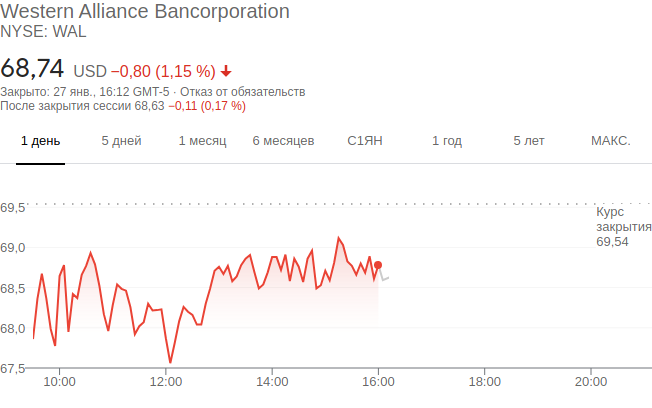 Western Alliance Bancorporation
NYSE: WAL
68,74 USD −0,80 (1,15 %)
Закрыто: 27 янв., 16:12 GMT-5 · Отказ от обязательств
После закрытия сессии 68,63 −0,11 (0,17 %)
1 день 5 дней 1 месяц 6 месяцев С1ЯН 1 год 5 лет МАКС.
69,5
Курс
закрытия
69,54
69,0
68,5
68,0
67,5
10:00 12:00 14:00 16:00 18:00 20:00